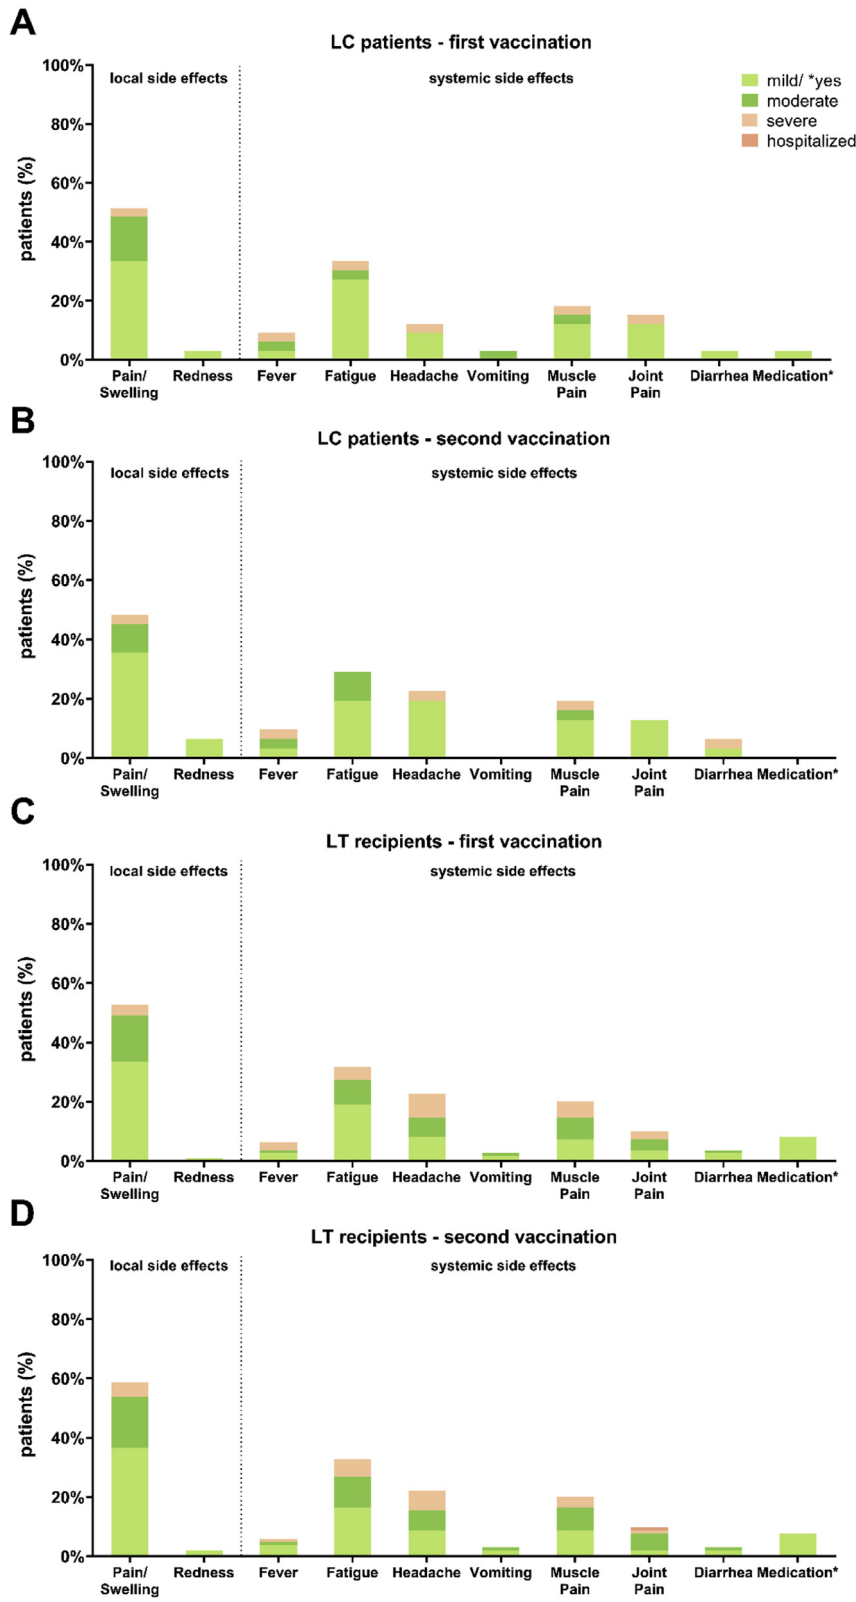 A
LC patients - first vaccination
100%
local side effects
systemic side effects
mild/ *yes
moderate
severe
hospitalized
80%
60%
40%
20%
0%
patients (%)
Pain/
Swelling
Redness
Fever
Fatigue
Headache
Vomiting
Muscle
Pain
Joint
Pain
Diarrhea
Medication*
B
LC patients - second vaccination
100%
local side effects
systemic side effects
80%
60%
40%
20%
0%
patients (%)
Pain/
Swelling
Redness
Fever
Fatigue
Headache
Vomiting
Muscle
Pain
Joint
Pain
Diarrhea
Medication*
C
LT recipients - first vaccination
100%
local side effects
systemic side effects
80%
60%
40%
20%
0%
patients (%)
Pain/
Swelling
Redness
Fever
Fatigue
Headache
Vomiting
Muscle
Pain
Joint
Pain
Diarrhea
Medication*
D
LT recipients - second vaccination
100%
local side effects
systemic side effects
80%
60%
40%
20%
0%
patients (%)
Pain/
Swelling
Redness
Fever
Fatigue
Headache
Vomiting
Muscle
Pain
Joint
Pain
Diarrhea
Medication*